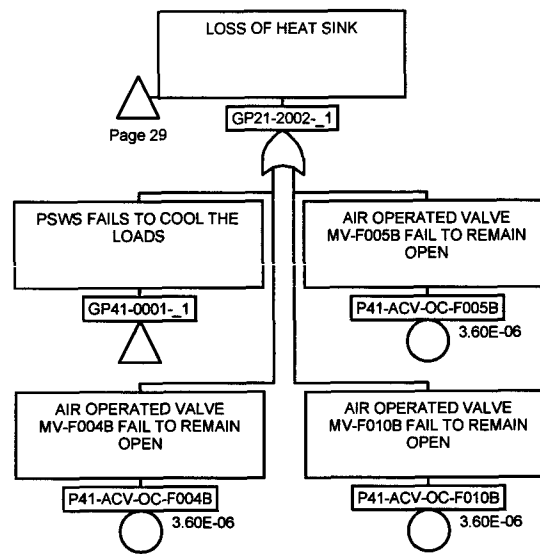 LOSS OF HEAT SINK
GP21-2002-_1
Page 29
PSWS FAILS TO COOL THE
LOADS
GP41-0001-_1
AIR OPERATED VALVE
MV-F005B FAIL TO REMAIN
OPEN
P41-ACV-OC-F005B
3.60E-06
AIR OPERATED VALVE
MV-F004B FAIL TO REMAIN
OPEN
P41-ACV-OC-F004B
3.60E-06
AIR OPERATED VALVE
MV-F010B FAIL TO REMAIN
OPEN
P41-ACV-OC-F010B
3.60E-06